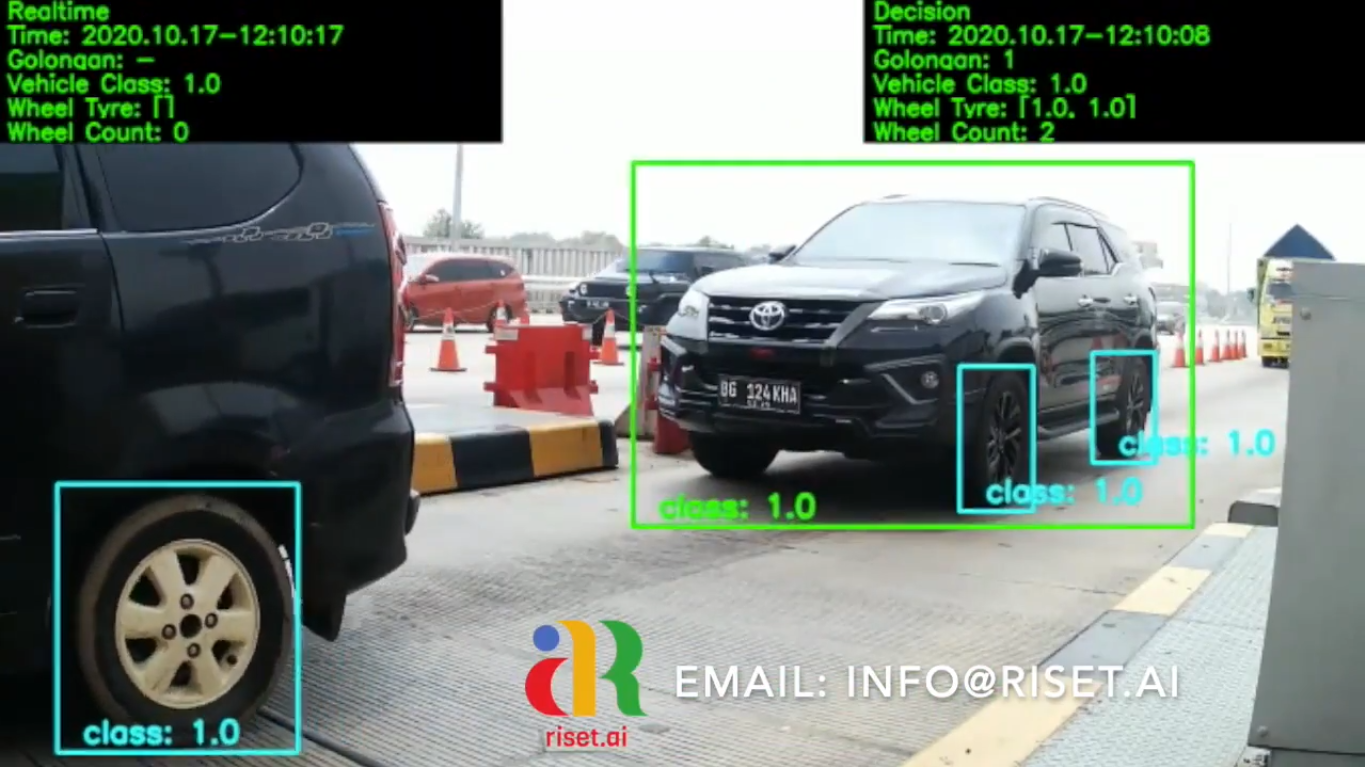 Realtime
Time: 2020.10.17-12:10:17
Golongan: -
Vehicle Class: 1.0
Wheel Tyre: []
Wheel Count: 0
Decision
Time: 2020.10.17-12:10:08
Golongan: 1
Vehicle Class: 1.0
Wheel Tyre: [1.0, 1.0]
Wheel Count: 2
BG 124 KHA
class: 1.0
class: 1.0
class: 1.0
class: 1.0
riset.ai
EMAIL: INFO@RISET.AI